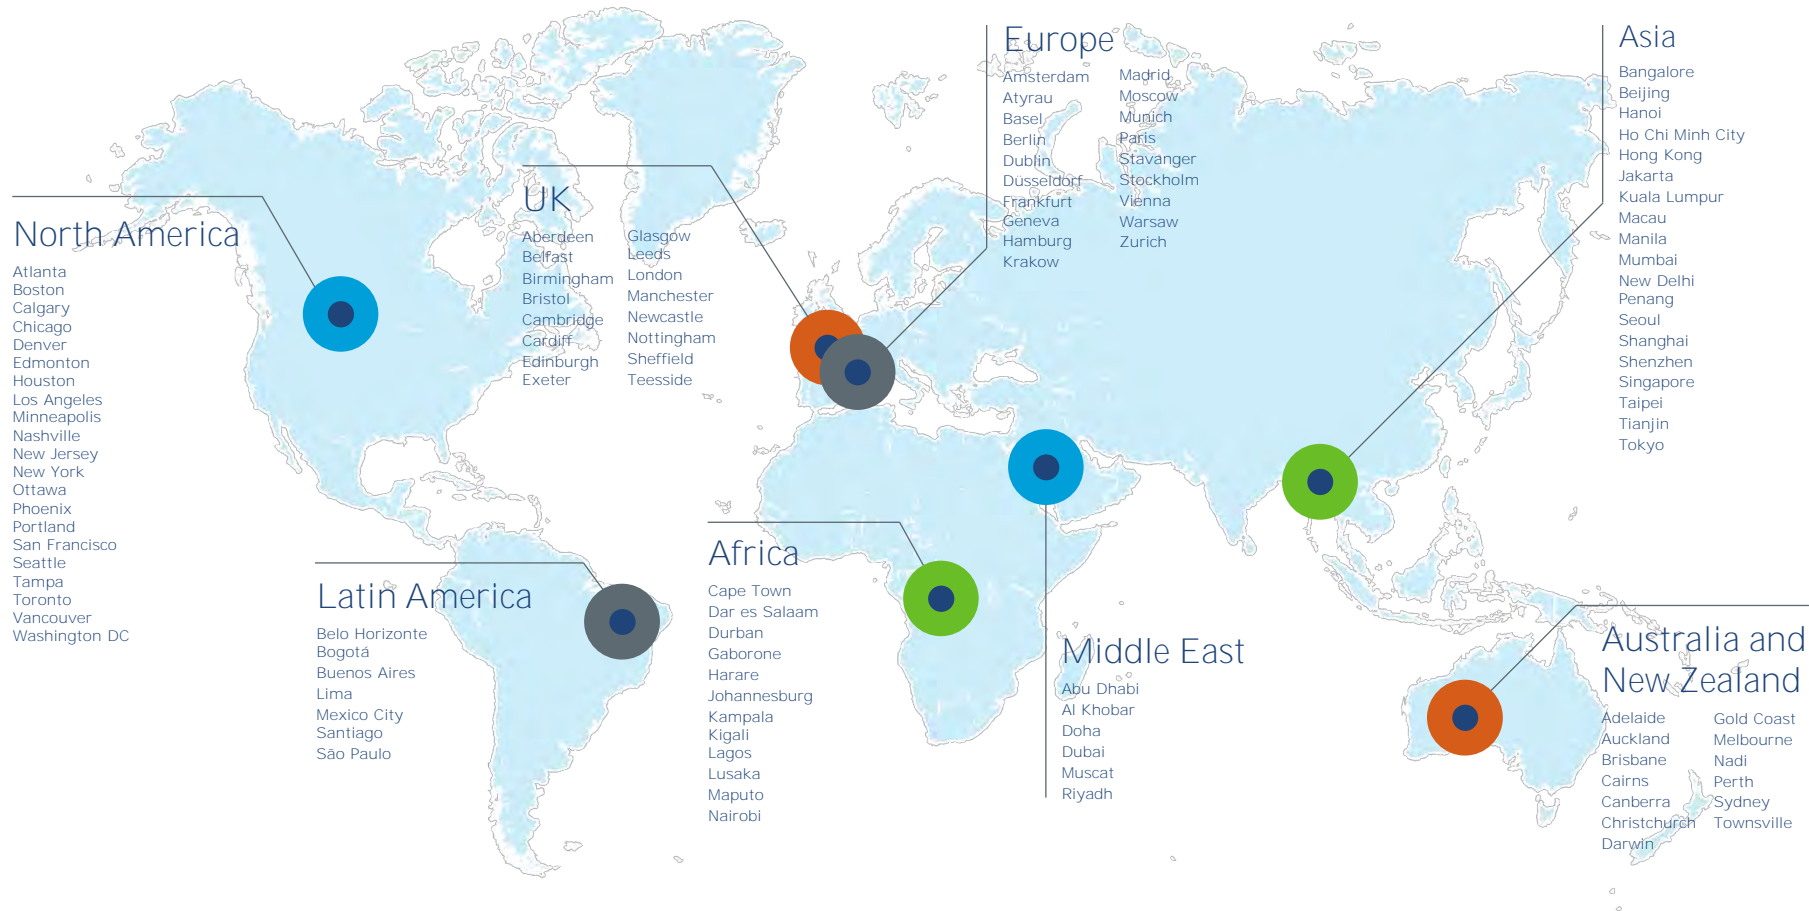 North America
Atlanta
Boston
Calgary
Chicago
Denver
Edmonton
Houston
Los Angeles
Minneapolis
Nashville
New Jersey
New York
Ottawa
Phoenix
Portland
San Francisco
Seattle
Tampa
Toronto
Vancouver
Washington DC
Latin America
Belo Horizonte
Bogotá
Buenos Aires
Lima
Mexico City
Santiago
São Paulo
UK
Aberdeen
Belfast
Birmingham
Bristol
Cambridge
Cardiff
Edinburgh
Exeter
Glasgow
Leeds
London
Manchester
Newcastle
Nottingham
Sheffield
Teesside
Africa
Cape Town
Dar es Salaam
Durban
Gaborone
Harare
Johannesburg
Kampala
Kigali
Lagos
Lusaka
Maputo
Nairobi
Europe
Amsterdam
Atyrau
Basel
Berlin
Dublin
Düsseldorf
Frankfurt
Geneva
Hamburg
Krakow
Madrid
Moscow
Munich
Paris
Stavanger
Stockholm
Vienna
Warsaw
Zurich
Middle East
Abu Dhabi
Al Khobar
Doha
Dubai
Muscat
Riyadh
Asia
Bangalore
Beijing
Hanoi
Ho Chi Minh City
Hong Kong
Jakarta
Kuala Lumpur
Macau
Manila
Mumbai
New Delhi
Penang
Seoul
Shanghai
Shenzhen
Singapore
Taipei
Tianjin
Tokyo
Australia and
New Zealand
Adelaide
Auckland
Brisbane
Cairns
Canberra
Christchurch
Darwin
Gold Coast
Melbourne
Nadi
Perth
Sydney
Townsville